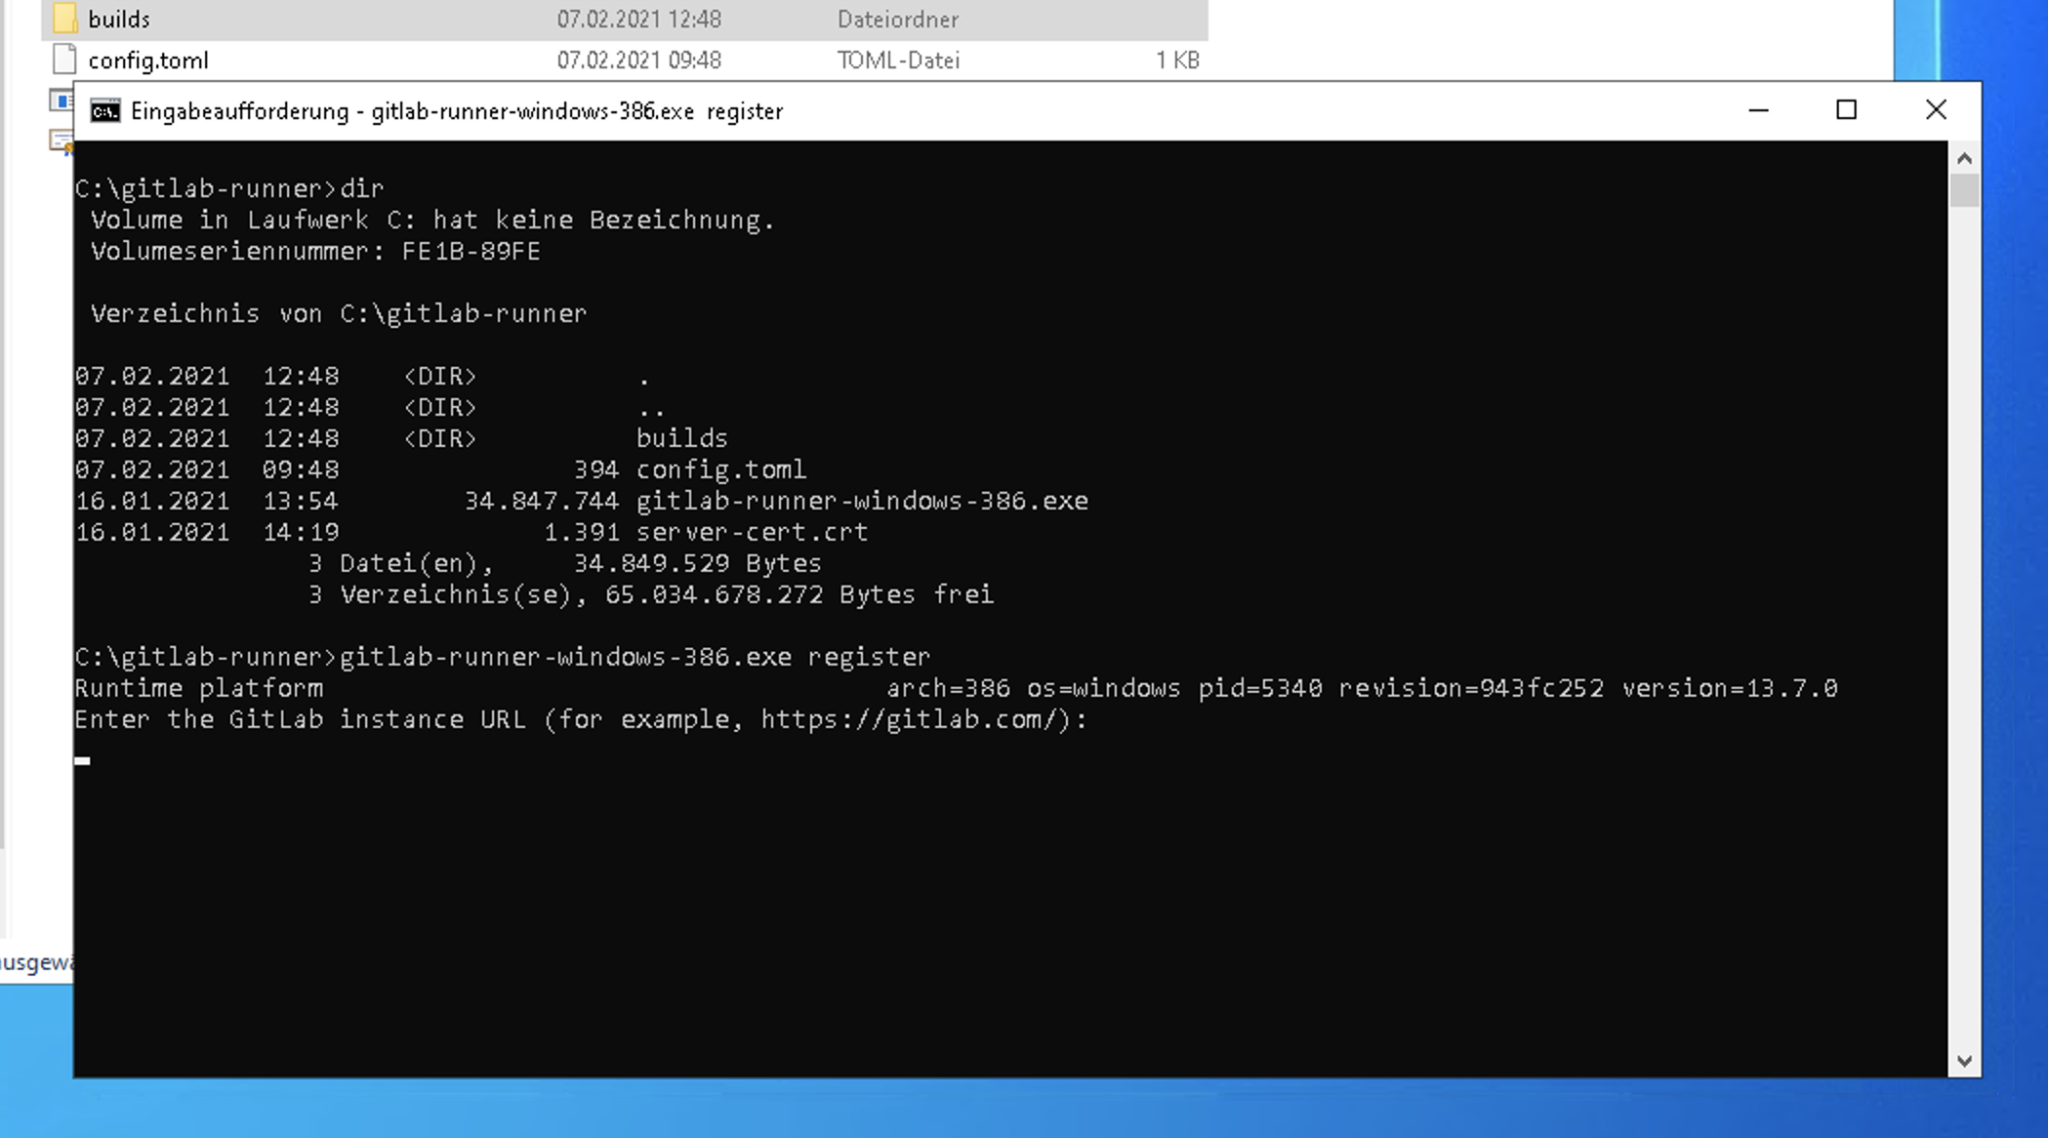 builds 07.02.2021 12:48 Dateiordner
config.toml 07.02.2021 09:48 TOML-Datei 1 KB
Eingabeaufforderung - gitlab-runner-windows-386.exe register
C:\gitlab-runner>dir
Volume in Laufwerk C: hat keine Bezeichnung.
Volumeseriennummer: FE1B-89FE
Verzeichnis von C:\gitlab-runner
07.02.2021 12:48 <DIR> .
07.02.2021 12:48 <DIR> ..
07.02.2021 12:48 <DIR> builds
07.02.2021 09:48 394 config.toml
16.01.2021 13:54 34.847.744 gitlab-runner-windows-386.exe
16.01.2021 14:19 1.391 server-cert.crt
3 Datei(en), 34.849.529 Bytes
3 Verzeichnis(se), 65.034.678.272 Bytes frei
C:\gitlab-runner>gitlab-runner-windows-386.exe register
Runtime platform arch=386 os=windows pid=5340 revision=943fc252 version=13.7.0
Enter the GitLab instance URL (for example, https://gitlab.com/):